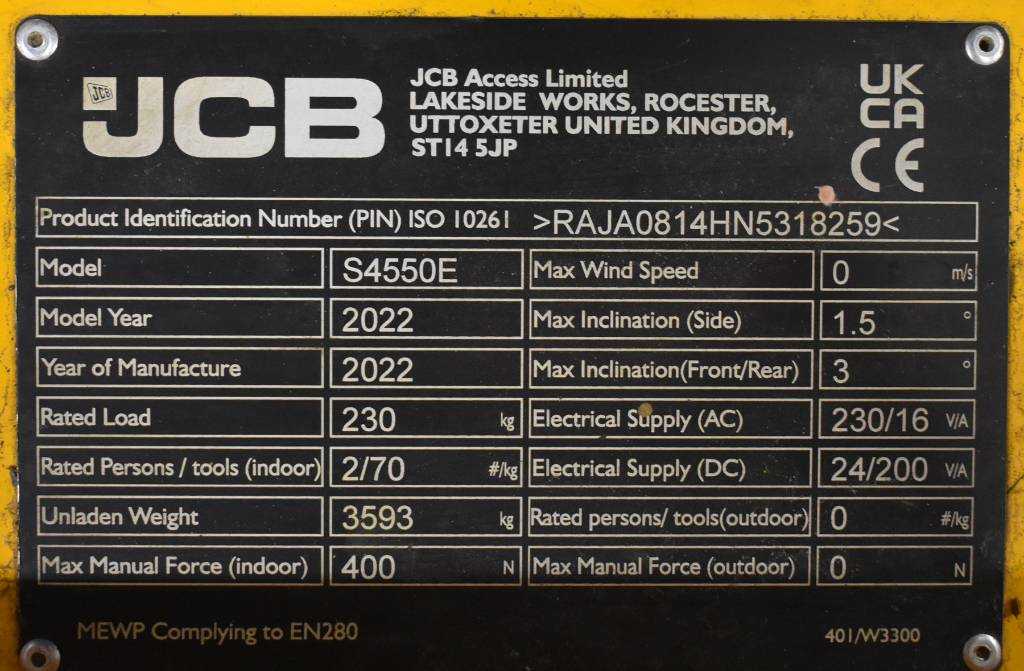 JCB
JCB
JCB Access Limited
LAKESIDE WORKS, ROCESTER,
UTTOXETER UNITED KINGDOM,
ST14 5JP
UK
CA
CE
Product Identification Number (PIN) ISO 10261 >RAJA0814HN5318259<
Model S4550E Max Wind Speed 0 m/s
Model Year 2022 Max Inclination (Side) 1.5 °
Year of Manufacture 2022 Max Inclination(Front/Rear) 3 °
Rated Load 230 kg Electrical Supply (AC) 230/16 V/A
Rated Persons / tools (indoor) 2/70 #/kg Electrical Supply (DC) 24/200 V/A
Unladen Weight 3593 kg Rated persons/ tools(outdoor) 0 #/kg
Max Manual Force (indoor) 400 N Max Manual Force (outdoor) 0 N
MEWP Complying to EN280 401/W3300